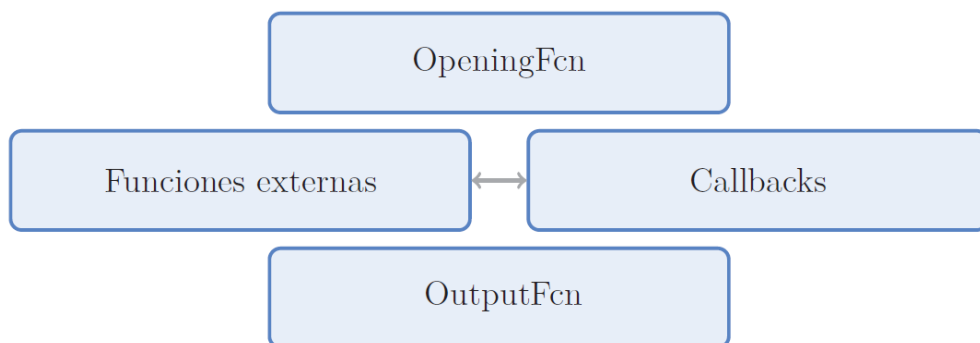 OpeningFcn
Funciones externas
Callbacks
OutputFcn